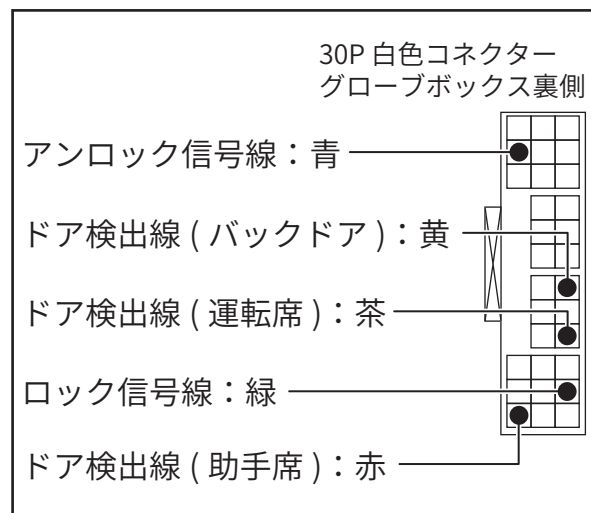 30P 白色コネクター
グローブボックス裏側
アンロック信号線：青
ドア検出線 ( バックドア )：黄
ドア検出線 ( 運転席 )：茶
ロック信号線：緑
ドア検出線 ( 助手席 )：赤